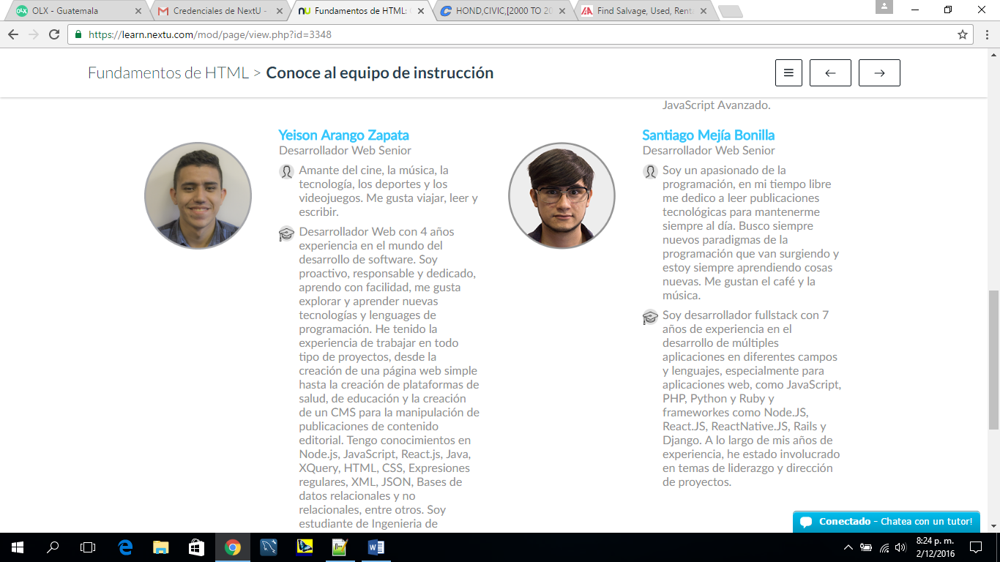 OLX - Guatemala
Credenciales de NextU -
Fundamentos de HTML:
HOND,CIVIC,[2000 TO 20
Find Salvage, Used, Rent
https://learn.nextu.com/mod/page/view.php?id=3348
Fundamentos de HTML > Conoce al equipo de instrucción
JavaScript Avanzado.
Yeison Arango Zapata
Desarrollador Web Senior
Amante del cine, la música, la
tecnología, los deportes y los
videojuegos. Me gusta viajar, leer y
escribir.
Desarrollador Web con 4 años
experiencia en el mundo del
desarrollo de software. Soy
proactivo, responsable y dedicado,
aprendo con facilidad, me gusta
explorar y aprender nuevas
tecnologías y lenguages de
programación. He tenido la
experiencia de trabajar en todo
tipo de proyectos, desde la
creación de una página web simple
hasta la creación de plataformas de
salud, de educación y la creación
de un CMS para la manipulación de
publicaciones de contenido
editorial. Tengo conocimientos en
Node.js, JavaScript, React.js, Java,
XQuery, HTML, CSS, Expresiones
regulares, XML, JSON, Bases de
datos relacionales y no
relacionales, entre otros. Soy
estudiante de Ingenieria de
Santiago Mejía Bonilla
Desarrollador Web Senior
Soy un apasionado de la
programación, en mi tiempo libre
me dedico a leer publicaciones
tecnológicas para mantenerme
siempre al día. Busco siempre
nuevos paradigmas de la
programación que van surgiendo y
estoy siempre aprendiendo cosas
nuevas. Me gustan el café y la
música.
Soy desarrollador fullstack con 7
años de experiencia en el
desarrollo de múltiples
aplicaciones en diferentes campos
y lenguajes, especialmente para
aplicaciones web, como JavaScript,
PHP, Python y Ruby y
frameworkes como Node.JS,
React.JS, ReactNative.JS, Rails y
Django. A lo largo de mis años de
experiencia, he estado involucrado
en temas de liderazgo y dirección
de proyectos.
Conectado - Chatea con un tutor!
8:24 p. m.
2/12/2016